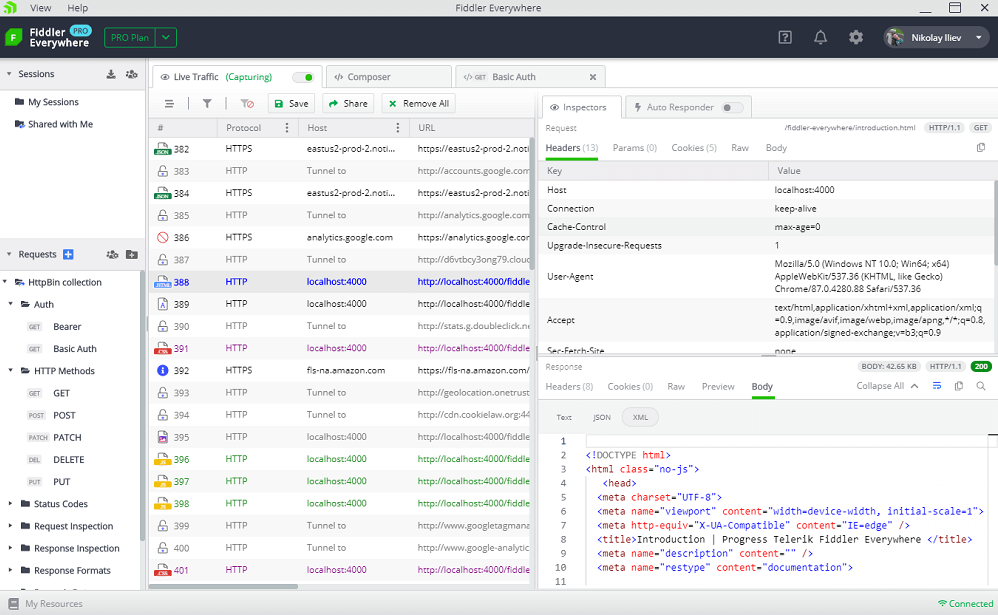 View Help Fiddler Everywhere
Fiddler PRO
Everywhere
PRO Plan
Nikolay Iliev
Sessions
My Sessions
Shared with Me
Requests
HttpBin collection
Auth
GET Bearer
GET Basic Auth
HTTP Methods
GET GET
POST POST
PATCH PATCH
DEL DELETE
PUT PUT
Status Codes
Request Inspection
Response Inspection
Response Formats
Live Traffic (Capturing)
</> Composer
</> GET Basic Auth
Save Share Remove All
# Protocol Host URL
JSON 382 HTTPS eastus2-prod-2.noti... https://eastus2-prod-2.noti
383 HTTP Tunnel to http://accounts.google.com
JSON 384 HTTPS eastus2-prod-2.noti... https://eastus2-prod-2.noti
385 HTTP Tunnel to http://analytics.google.com
386 HTTPS analytics.google.com https://analytics.google.com
387 HTTP Tunnel to http://d6vtbcy3ong79.cloud
388 HTTP localhost:4000 http://localhost:4000/fiddle
389 HTTP localhost:4000 http://localhost:4000/fiddle
390 HTTP Tunnel to http://stats.g.doubleclick.ne
CSS 391 HTTP localhost:4000 http://localhost:4000/fiddle
392 HTTPS fls-na.amazon.com https://fls-na.amazon.com/
393 HTTP Tunnel to http://geolocation.onetrust
394 HTTP Tunnel to http://cdn.cookielaw.org:44
395 HTTP localhost:4000 http://localhost:4000/fiddle
JS 396 HTTP localhost:4000 http://localhost:4000/fiddle
JS 397 HTTP localhost:4000 http://localhost:4000/fiddle
JS 398 HTTP localhost:4000 http://localhost:4000/fiddle
399 HTTP Tunnel to http://www.googletagmana
400 HTTP Tunnel to http://www.google-analytic
CSS 401 HTTP localhost:4000 http://localhost:4000/fiddle
Inspectors Auto Responder
Request /fiddler-everywhere/introduction.html HTTP/1.1 GET
Headers (13) Params (0) Cookies (5) Raw Body
Key Value
Host localhost:4000
Connection keep-alive
Cache-Control max-age=0
Upgrade-Insecure-Requests 1
User-Agent Mozilla/5.0 (Windows NT 10.0; Win64; x64)
AppleWebKit/537.36 (KHTML, like Gecko)
Chrome/87.0.4280.88 Safari/537.36
Accept text/html,application/xhtml+xml,application/xml;q
=0.9,image/avif,image/webp,image/apng,*/*;q=0.8,
application/signed-exchange;v=b3;q=0.9
Sec-Fetch-Site none
Response BODY: 42.65 KB HTTP/1.1 200
Headers (8) Cookies (0) Raw Preview Body Collapse All
Text JSON XML
1
2 <!DOCTYPE html>
3 <html class="no-js">
4 <head>
5 <meta charset="UTF-8">
6 <meta name="viewport" content="width=device-width, initial-scale=1">
7 <meta http-equiv="X-UA-Compatible" content="IE=edge" />
8 <title>Introduction | Progress Telerik Fiddler Everywhere </title>
9 <meta name="description" content="" />
10 <meta name="restype" content="documentation">
11
My Resources Connected